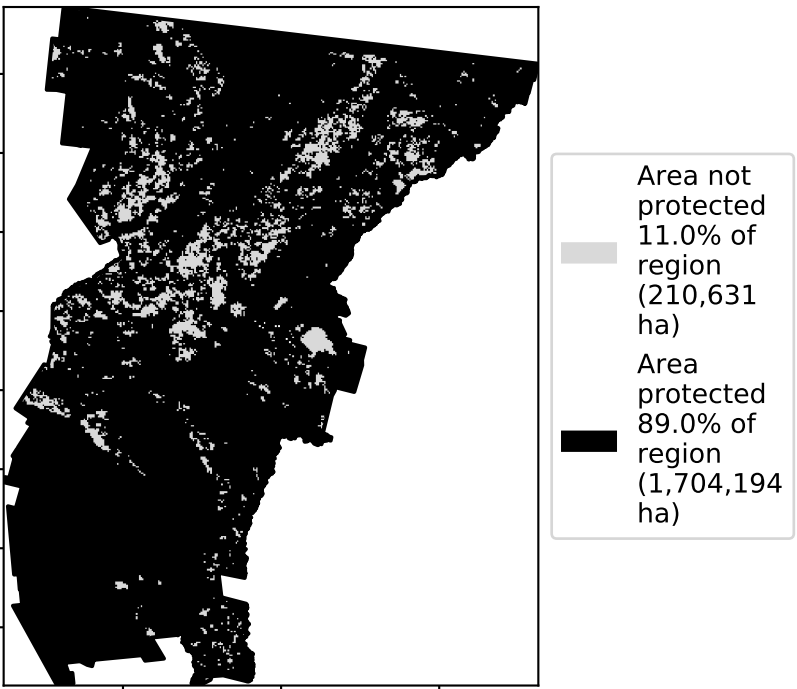 Area not
protected
11.0% of
region
(210,631
ha)
Area
protected
89.0% of
region
(1,704,194
ha)